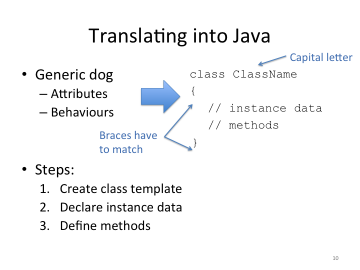 Translating into Java
• Generic dog
– Attributes
– Behaviours
Capital letter
class ClassName
{
// instance data
// methods
}
Braces have
to match
• Steps:
1. Create class template
2. Declare instance data
3. Define methods